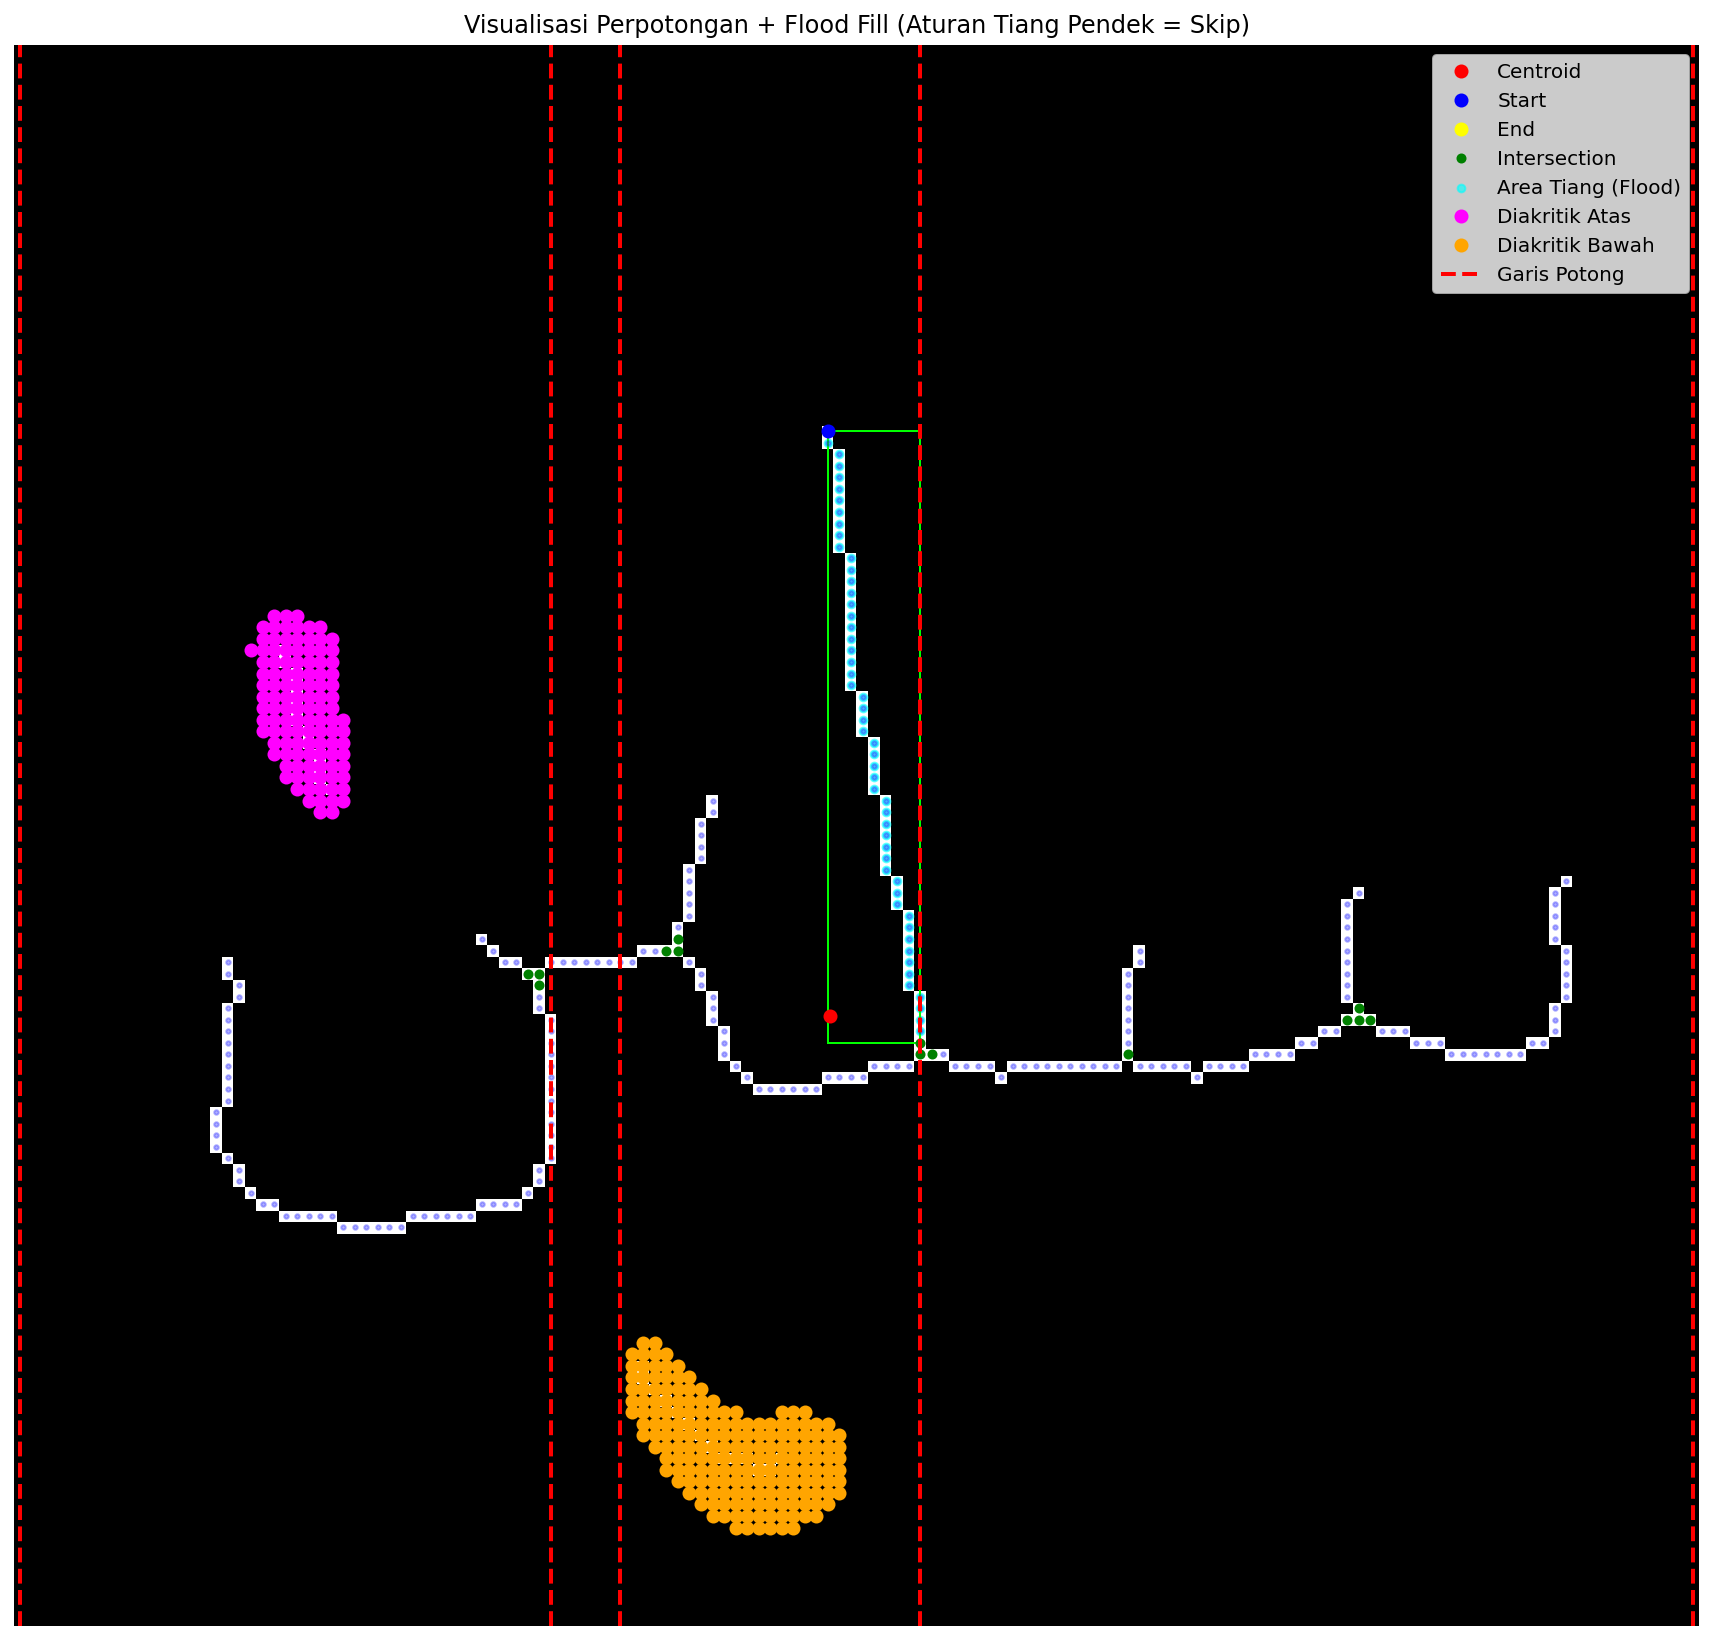 Visualisasi Perpotongan + Flood Fill (Aturan Tiang Pendek = Skip)
Centroid
Start
End
Intersection
Area Tiang (Flood)
Diakritik Atas
Diakritik Bawah
Garis Potong